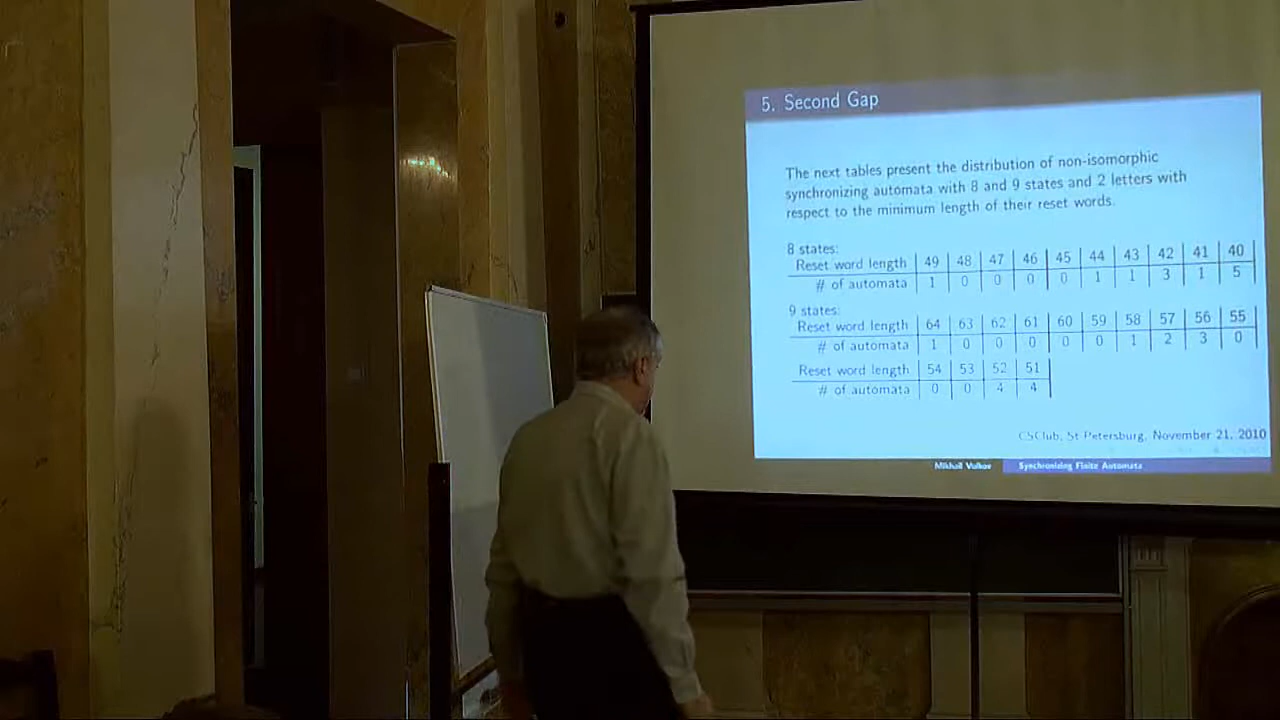 5. Second Gap
The next tables present the distribution of non-isomorphic
synchronizing automata with 8 and 9 states and 2 letters with
respect to the minimum length of their reset words.
8 states:
Reset word length 49 48 47 46 45 44 43 42 41 40
# of automata 1 0 0 0 0 1 1 3 1 5
9 states:
Reset word length 64 63 62 61 60 59 58 57 56 55
# of automata 1 0 0 0 0 0 1 2 3 0
Reset word length 54 53 52 51
# of automata 0 0 4 4
CSClub, St Petersburg, November 21, 2010
Mikhail Volkov Synchronizing Finite Automata